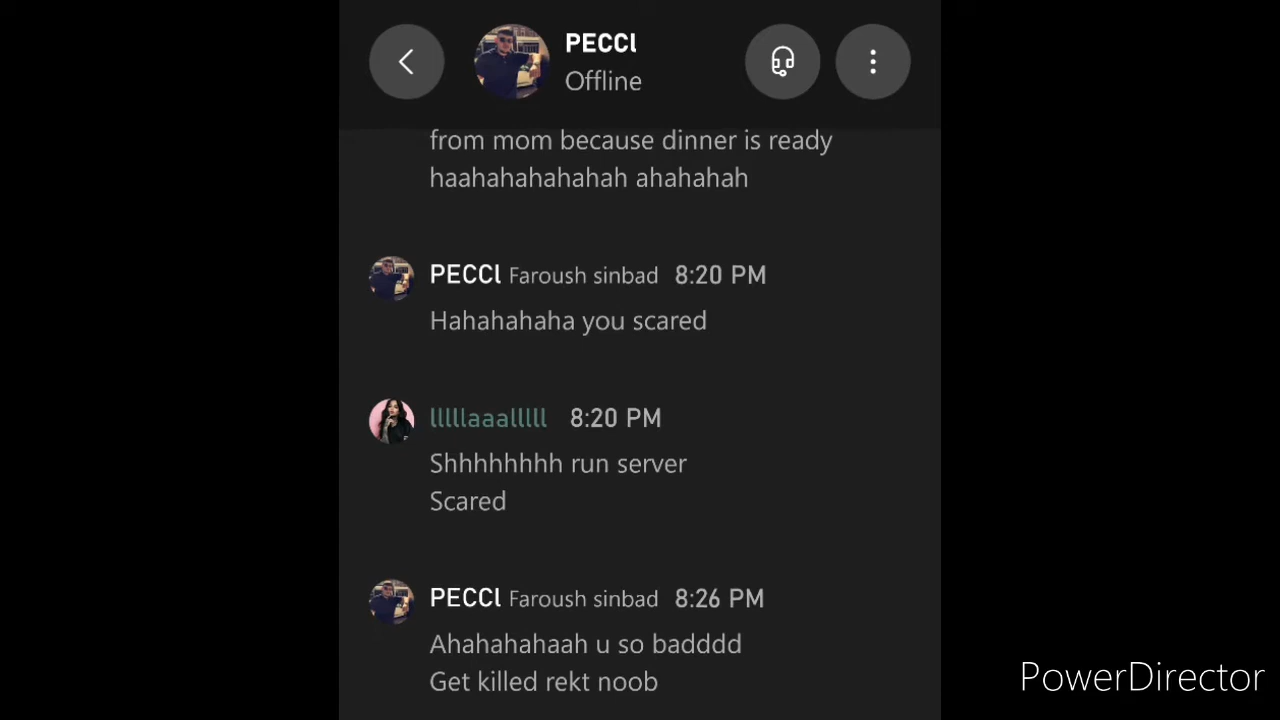 PECCl
Offline
from mom because dinner is ready
haahahahahahah ahahahah
PECCl Faroush sinbad 8:20 PM
Hahahahaha you scared
lllllaaalllll 8:20 PM
Shhhhhhhh run server
Scared
PECCl Faroush sinbad 8:26 PM
Ahahahahaah u so badddd
Get killed rekt noob
PowerDirector